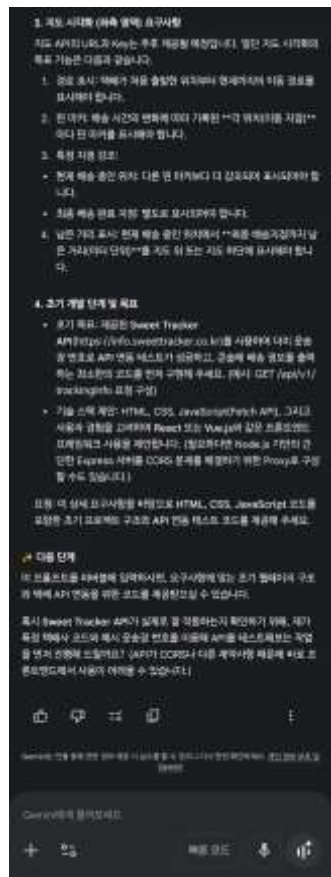 3. 지도 시각화 (좌측 영역) 요구사항
지도 API의 URL과 Key는 추후 제공될 예정입니다. 일단 지도 시각화의
목표 기능은 다음과 같습니다.
1. 경로 표시: 택배가 처음 출발한 위치부터 현재까지의 이동 경로를
표시해야 합니다.
2. 핀 마커: 배송 시간의 변화에 따라 기록된 **각 위치(이동 지점)**
마다 핀 마커를 표시해야 합니다.
3. 특정 지점 강조:
• 현재 배송 중인 위치: 다른 핀 마커보다 더 강조되어 표시되어야 합
니다.
• 최종 배송 완료 지점: 별도로 표시되어야 합니다.
4. 남은 거리 표시: 현재 배송 중인 위치에서 **최종 배송지점까지 남
은 거리(미터 단위)**를 지도 위 또는 지도 하단에 표시해야 합니
다.
4. 초기 개발 단계 및 목표
• 초기 목표: 제공된 Sweet Tracker
API(https://info.sweettracker.co.kr)를 사용하여 더미 운송
장 번호로 API 연동 테스트가 성공하고, 콘솔에 배송 정보를 출력
하는 최소한의 코드를 먼저 구현해 주세요. (예시: GET /api/v1/
trackingInfo 요청 구성)
• 기술 스택 제안: HTML, CSS, JavaScript(Fetch API), 그리고
사용자 경험을 고려하여 React 또는 Vue.js와 같은 프론트엔드
프레임워크 사용을 제안합니다. (필요하다면 Node.js 기반의 간
단한 Express 서버를 CORS 문제를 해결하기 위한 Proxy로 구성
할 수도 있습니다.)
요청: 이 상세 요구사항을 바탕으로 HTML, CSS, JavaScript 코드를
포함한 초기 프로젝트 구조와 API 연동 테스트 코드를 제공해 주세요.
다음 단계
이 프롬프트를 입력하시면, 요구사항에 맞는 초기 웹페이지 구조
와 택배 API 연동을 위한 코드를 제공받으실 수 있습니다.
혹시 Sweet Tracker API가 실제로 잘 작동하는지 확인하기 위해, 제가
특정 택배사 코드와 예시 운송장 번호를 이용해 API를 테스트해보는 작업
을 먼저 진행해 드릴까요? (API가 CORS나 다른 제약사항 때문에 바로 프
론트엔드에서 사용이 어려울 수 있습니다.)
Gemini에게 물어보세요
빠른 모드